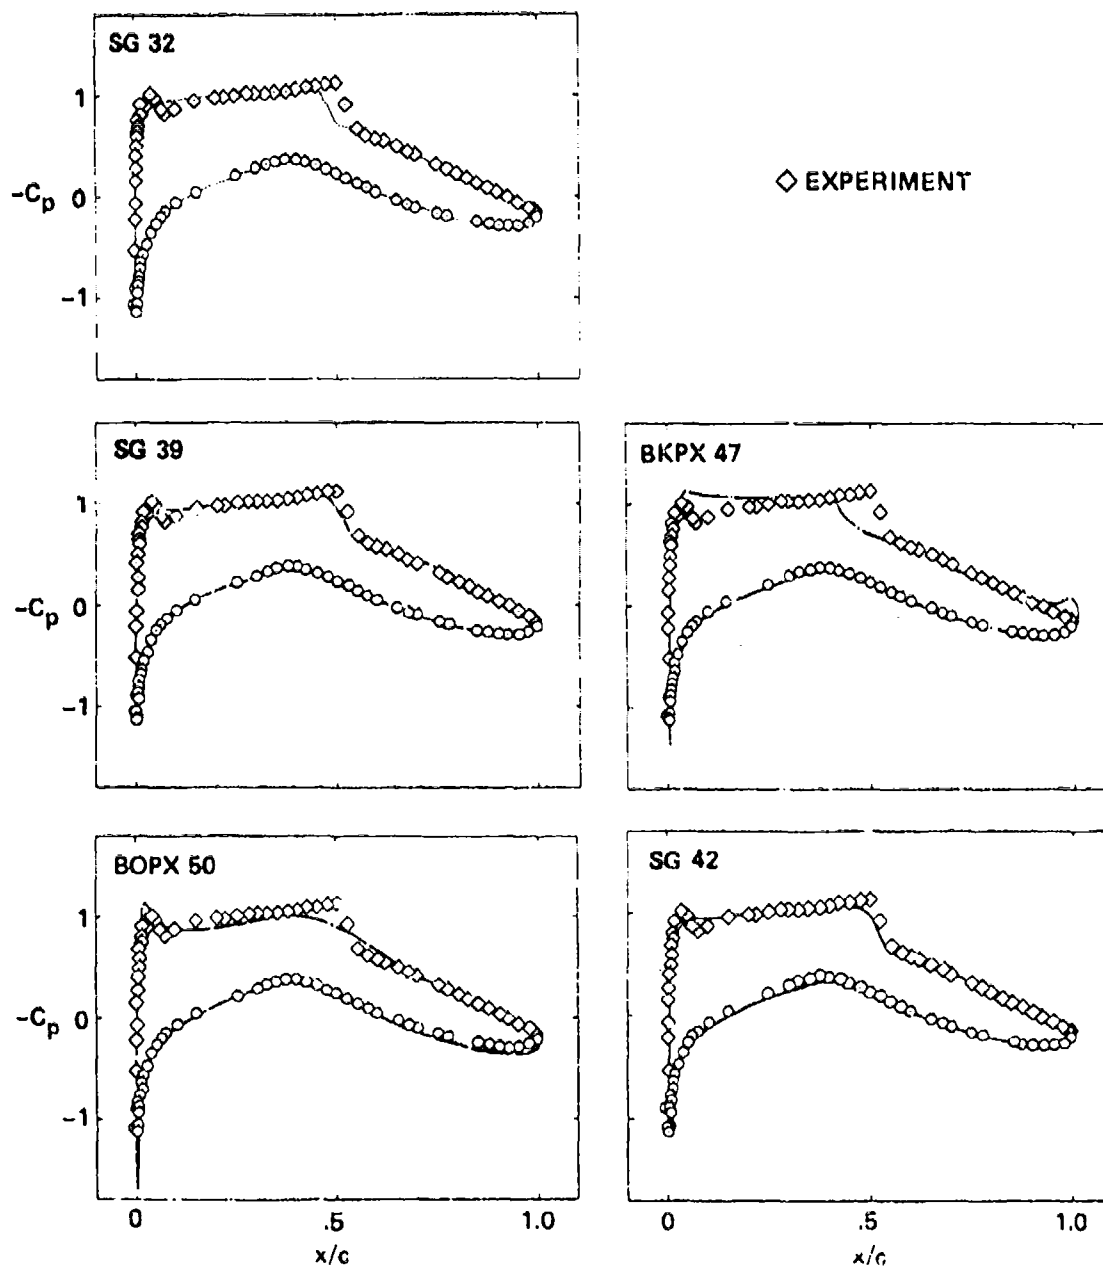 SG 32
1
0
-1
-Cp
◇ EXPERIMENT
SG 39
1
0
-1
-Cp
BKPX 47
BOPX 50
1
0
-1
-Cp
0
.5
1.0
x/c
SG 42
0
.5
1.0
x/c